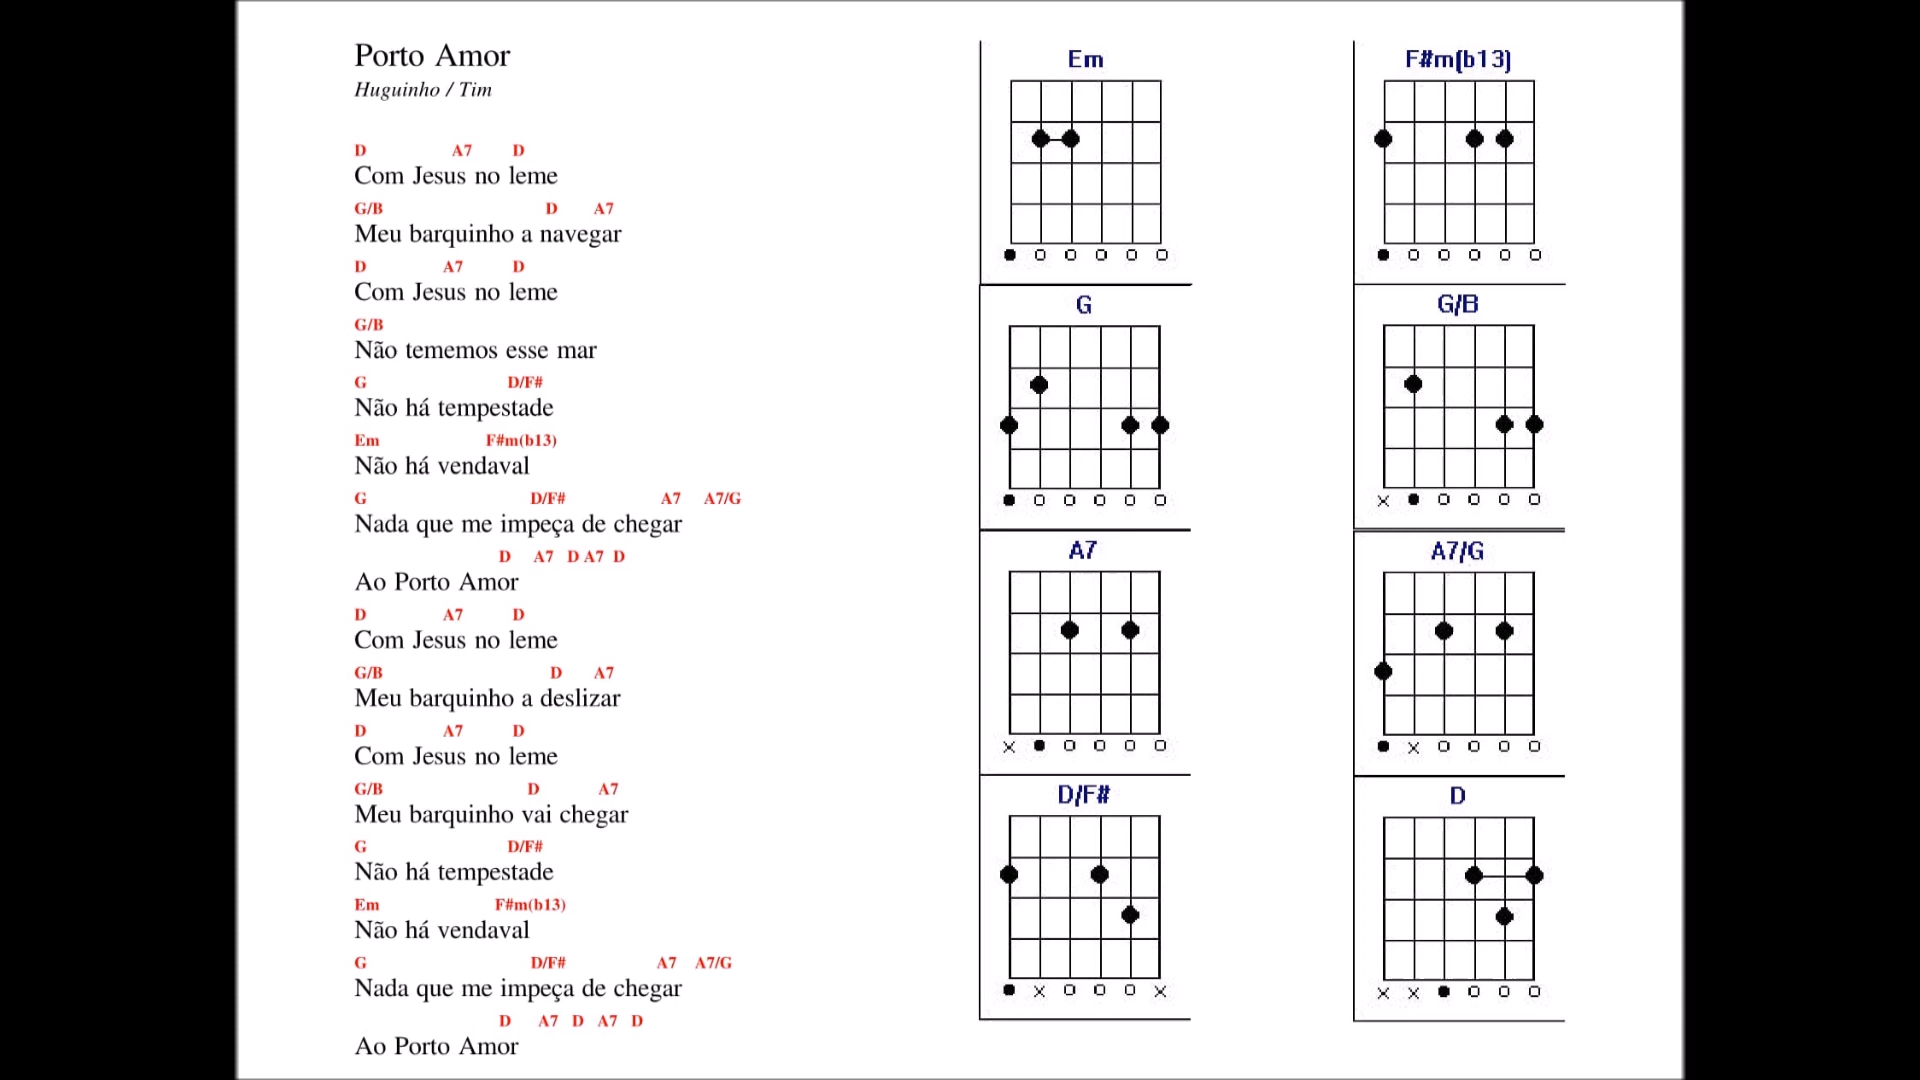 Porto Amor
Huguinho / Tim
D A7 D
Com Jesus no leme
G/B D A7
Meu barquinho a navegar
D A7 D
Com Jesus no leme
G/B
Não tememos esse mar
G D/F#
Não há tempestade
Em F#m(b13)
Não há vendaval
G D/F# A7 A7/G
Nada que me impeça de chegar
D A7 D A7 D
Ao Porto Amor
D A7 D
Com Jesus no leme
G/B D A7
Meu barquinho a deslizar
D A7 D
Com Jesus no leme
G/B D A7
Meu barquinho vai chegar
G D/F#
Não há tempestade
Em F#m(b13)
Não há vendaval
G D/F# A7 A7/G
Nada que me impeça de chegar
D A7 D A7 D
Ao Porto Amor
Em
F#m(b13)
G
G/B
A7
A7/G
D/F#
D